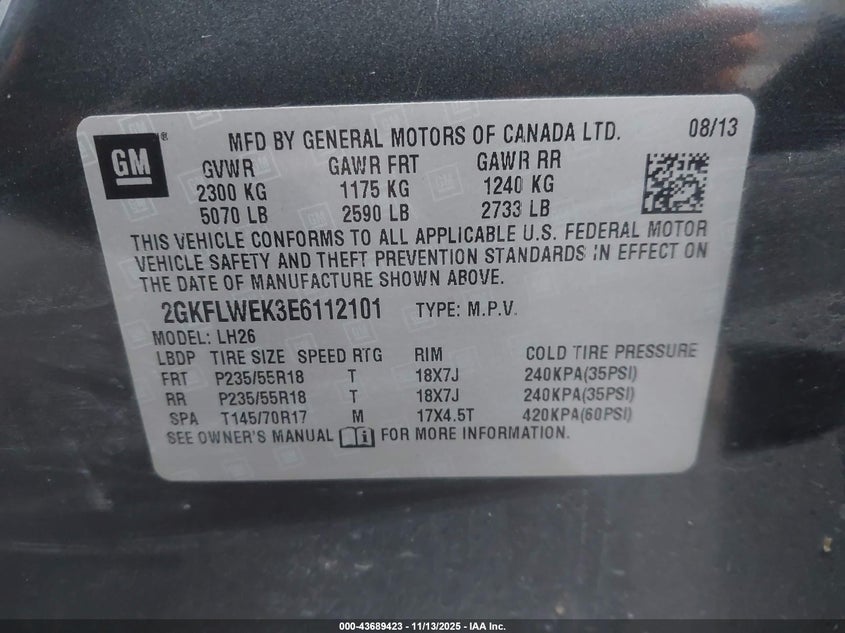 GM® MFD BY GENERAL MOTORS OF CANADA LTD. 08/13
GVWR GAWR FRT GAWR RR
2300 KG 1175 KG 1240 KG
5070 LB 2590 LB 2733 LB
THIS VEHICLE CONFORMS TO ALL APPLICABLE U.S. FEDERAL MOTOR
VEHICLE SAFETY AND THEFT PREVENTION STANDARDS IN EFFECT ON
THE DATE OF MANUFACTURE SHOWN ABOVE.
2GKFLWEK3E6112101 TYPE: M.P.V.
MODEL: LH26
LBDP TIRE SIZE SPEED RTG RIM COLD TIRE PRESSURE
FRT P235/55R18 T 18X7J 240KPA(35PSI)
RR P235/55R18 T 18X7J 240KPA(35PSI)
SPA T145/70R17 M 17X4.5T 420KPA(60PSI)
SEE OWNER'S MANUAL FOR MORE INFORMATION.
000-43689423 - 11/13/2025 - IAA Inc.